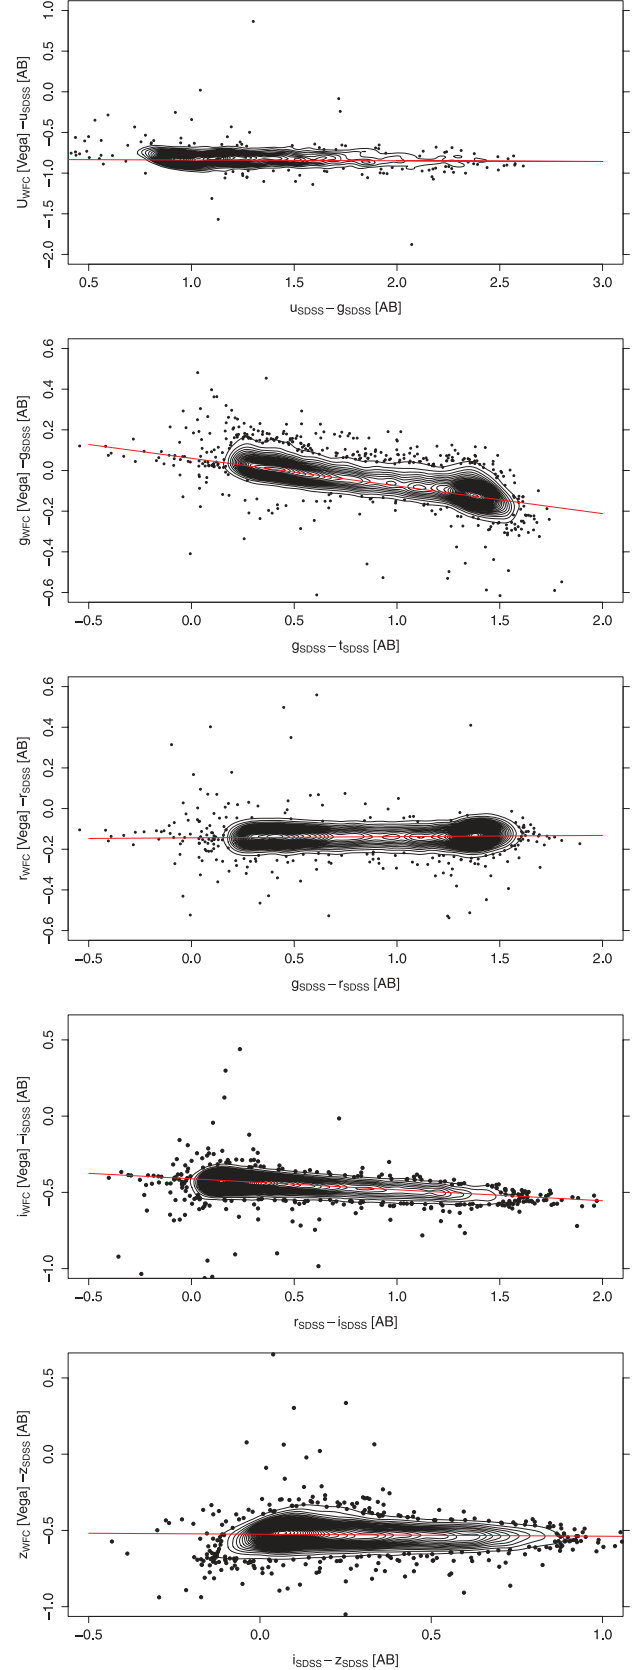 1.0
0.5
0.0
−0.5
−1.0
−1.5
−2.0
U_WFC [Vega] −u_SDSS [AB]
0.5 1.0 1.5 2.0 2.5 3.0
u_SDSS − g_SDSS [AB]
0.6
0.4
0.2
0.0
−0.2
−0.4
−0.6
g_WFC [Vega] −g_SDSS [AB]
−0.5 0.0 0.5 1.0 1.5 2.0
g_SDSS − t_SDSS [AB]
0.6
0.4
0.2
0.0
−0.2
−0.4
−0.6
r_WFC [Vega] −r_SDSS [AB]
−0.5 0.0 0.5 1.0 1.5 2.0
g_SDSS − r_SDSS [AB]
0.5
0.0
−0.5
−1.0
i_WFC [Vega] −i_SDSS [AB]
−0.5 0.0 0.5 1.0 1.5 2.0
r_SDSS − i_SDSS [AB]
0.5
0.0
−0.5
−1.0
z_WFC [Vega] −z_SDSS [AB]
−0.5 0.0 0.5 1.0
i_SDSS − z_SDSS [AB]